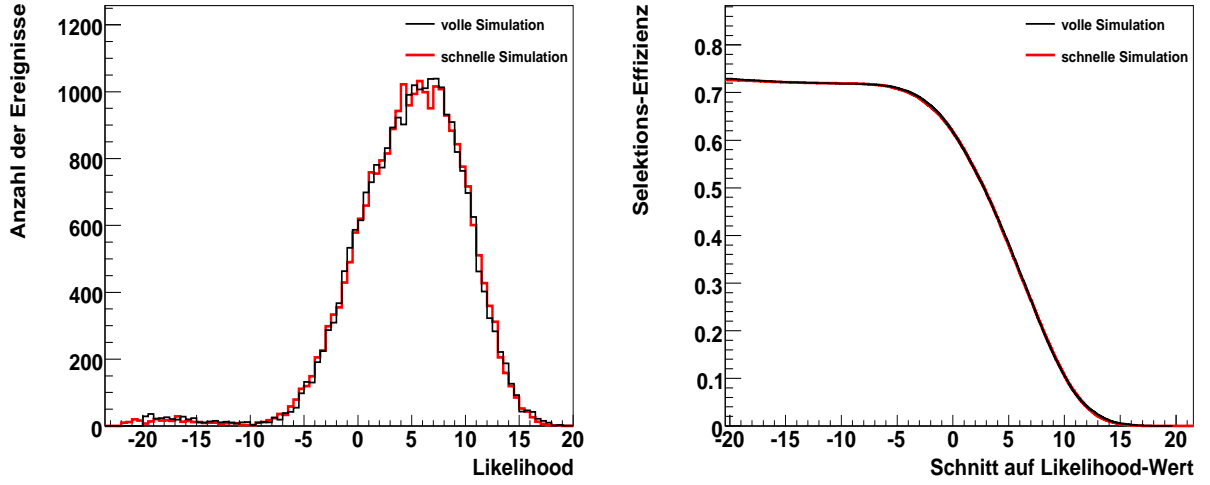 Anzahl der Ereignisse
1200
1000
800
600
400
200
0
-20 -15 -10 -5 0 5 10 15 20
Likelihood
volle Simulation
schnelle Simulation
Selektions-Effizienz
0.8
0.7
0.6
0.5
0.4
0.3
0.2
0.1
0
-20 -15 -10 -5 0 5 10 15 20
Schnitt auf Likelihood-Wert
volle Simulation
schnelle Simulation